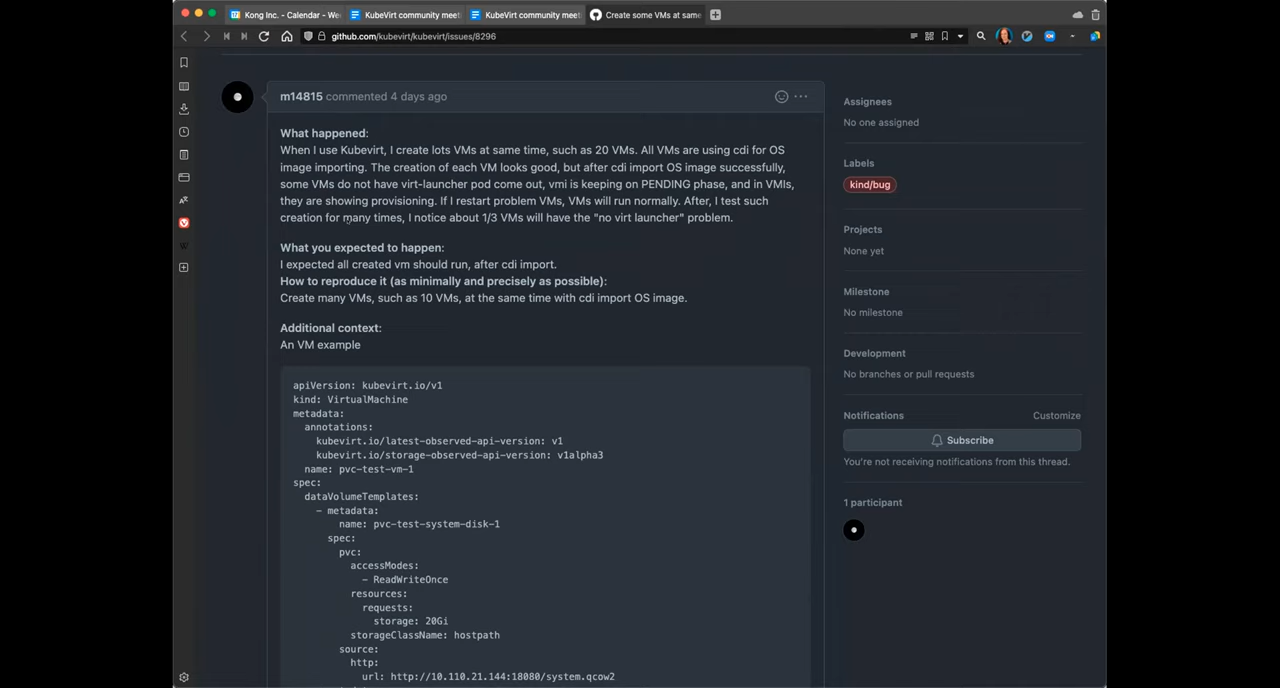 Kong Inc. - Calendar - We
KubeVirt community meet
KubeVirt community meet
Create some VMs at same
github.com/kubevirt/kubevirt/issues/8296
m14815 commented 4 days ago
What happened:
When I use Kubevirt, I create lots VMs at same time, such as 20 VMs. All VMs are using cdi for OS
image importing. The creation of each VM looks good, but after cdi import OS image successfully,
some VMs do not have virt-launcher pod come out, vmi is keeping on PENDING phase, and in VMIs,
they are showing provisioning. If I restart problem VMs, VMs will run normally. After, I test such
creation for many times, I notice about 1/3 VMs will have the "no virt launcher" problem.
What you expected to happen:
I expected all created vm should run, after cdi import.
How to reproduce it (as minimally and precisely as possible):
Create many VMs, such as 10 VMs, at the same time with cdi import OS image.
Additional context:
An VM example
apiVersion: kubevirt.io/v1
kind: VirtualMachine
metadata:
annotations:
kubevirt.io/latest-observed-api-version: v1
kubevirt.io/storage-observed-api-version: v1alpha3
name: pvc-test-vm-1
spec:
dataVolumeTemplates:
- metadata:
name: pvc-test-system-disk-1
spec:
pvc:
accessModes:
- ReadWriteOnce
resources:
requests:
storage: 20Gi
storageClassName: hostpath
source:
http:
url: http://10.110.21.144:18080/system.qcow2
Assignees
No one assigned
Labels
kind/bug
Projects
None yet
Milestone
No milestone
Development
No branches or pull requests
Notifications
Customize
Subscribe
You're not receiving notifications from this thread.
1 participant